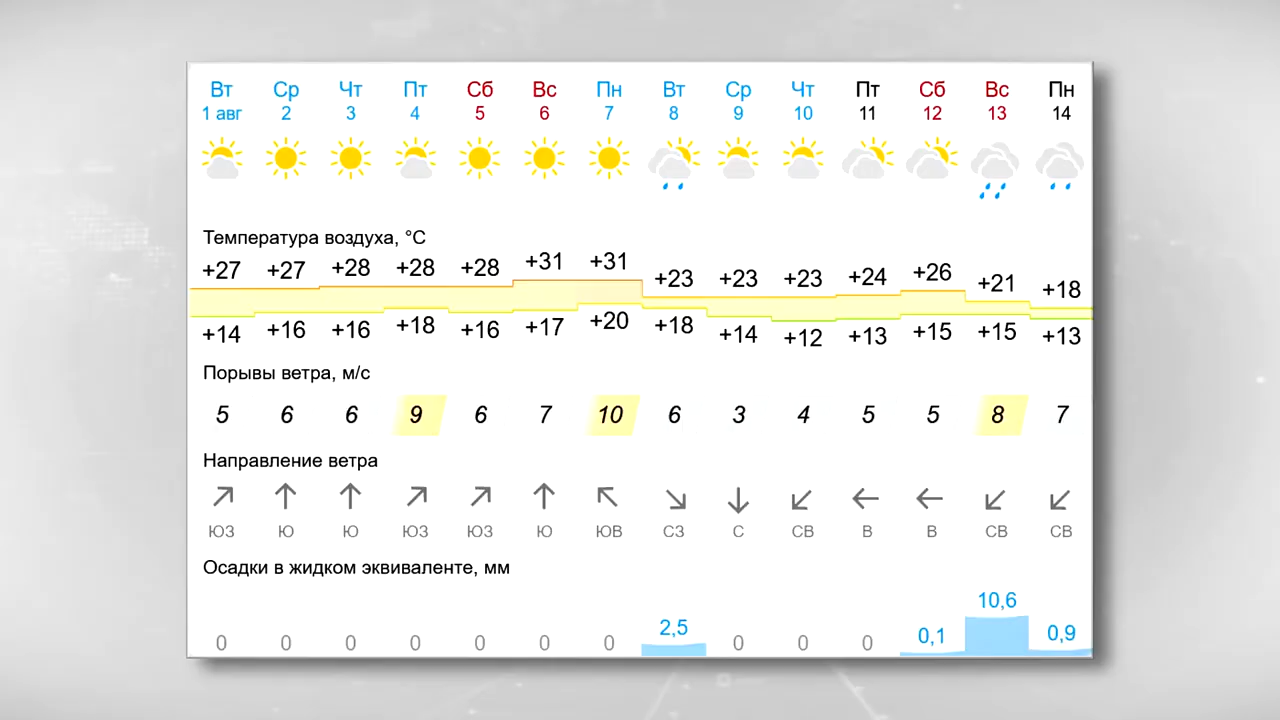 Вт Ср Чт Пт Сб Вс Пн Вт Ср Чт Пт Сб Вс Пн
1 авг 2 3 4 5 6 7 8 9 10 11 12 13 14
Температура воздуха, °C
+27 +27 +28 +28 +28 +31 +31 +23 +23 +23 +24 +26 +21 +18
+14 +16 +16 +18 +16 +17 +20 +18 +14 +12 +13 +15 +15 +13
Порывы ветра, м/с
5 6 6 9 6 7 10 6 3 4 5 5 8 7
Направление ветра
ЮЗ Ю Ю ЮЗ ЮЗ Ю ЮВ СЗ С СВ В В СВ СВ
Осадки в жидком эквиваленте, мм
0 0 0 0 0 0 0 2,5 0 0 0 0,1 10,6 0,9